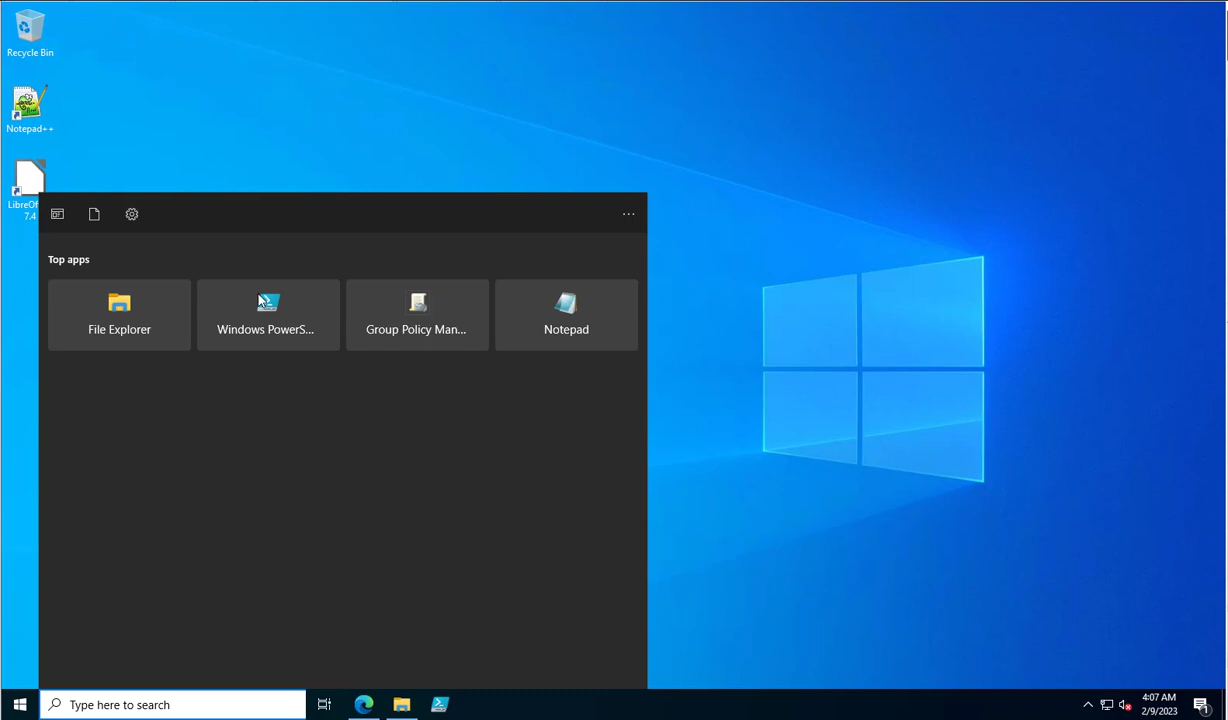 Recycle Bin
Notepad++
LibreOf
7.4
...
Top apps
File Explorer
Windows PowerS...
Group Policy Man...
Notepad
Type here to search
4:07 AM
2/9/2023
1